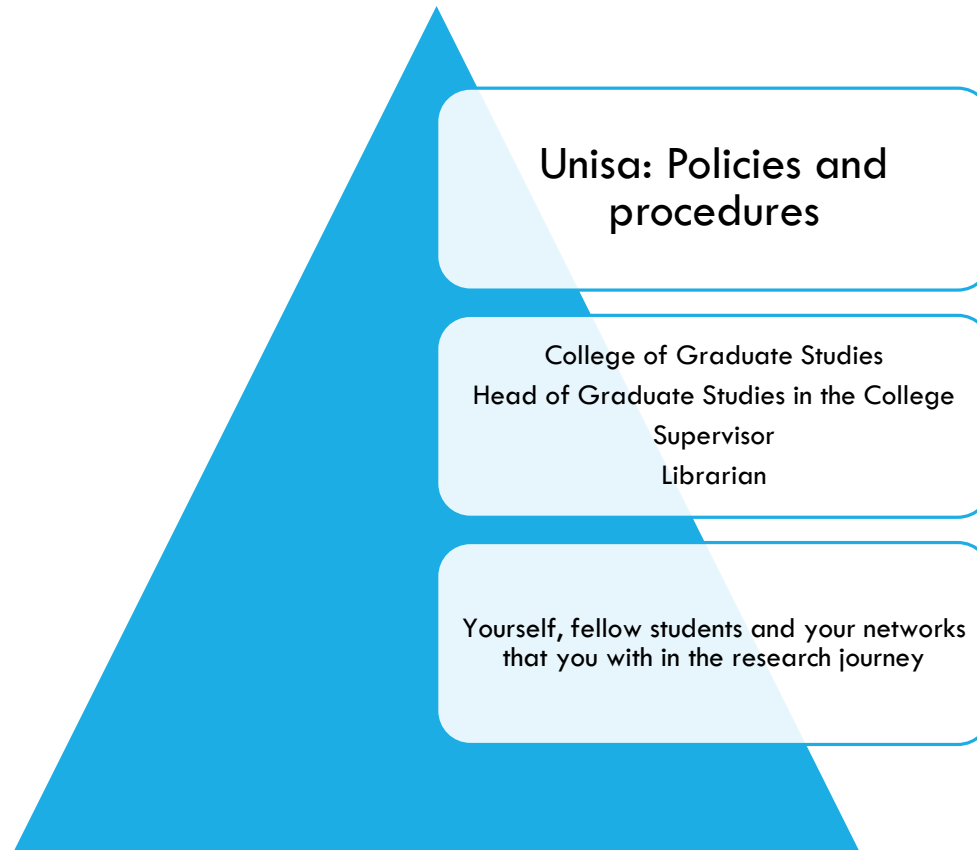 Unisa: Policies and
procedures
College of Graduate Studies
Head of Graduate Studies in the College
Supervisor
Librarian
Yourself, fellow students and your networks
that you with in the research journey